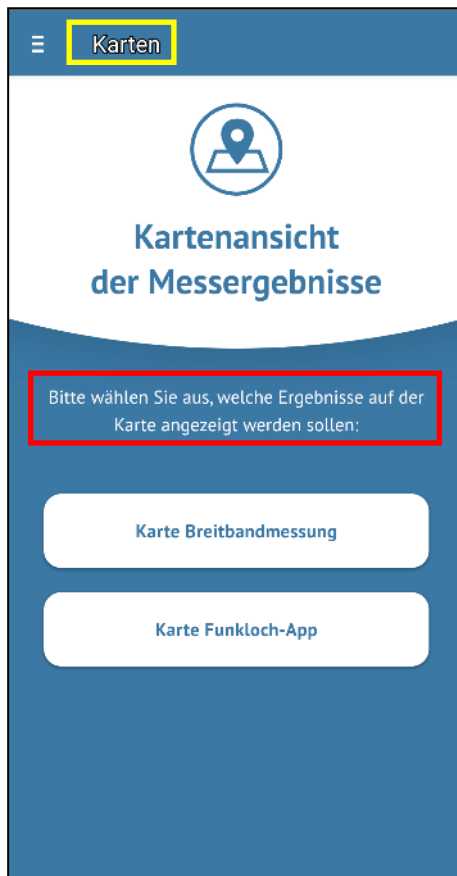 Karten
Kartenansicht
der Messergebnisse
Bitte wählen Sie aus, welche Ergebnisse auf der
Karte angezeigt werden sollen:
Karte Breitbandmessung
Karte Funkloch-App